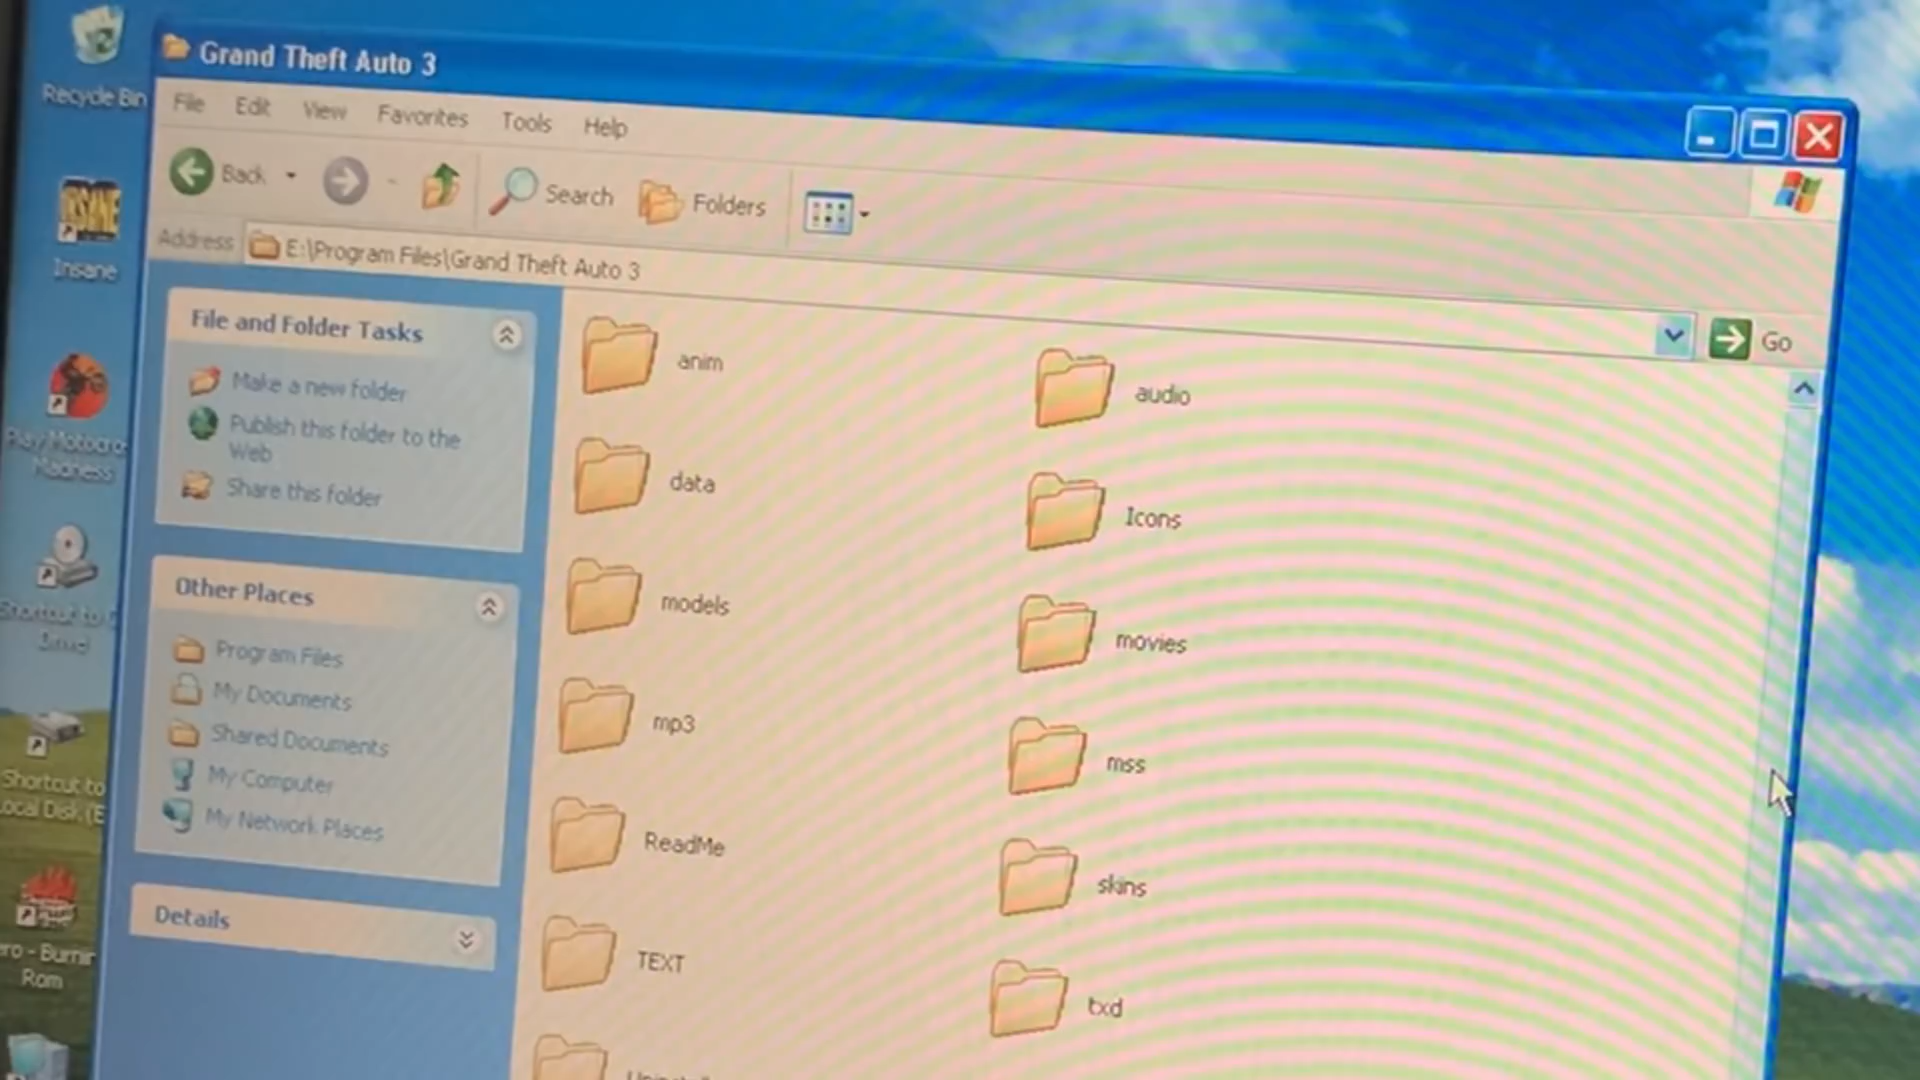 Recycle Bin
Insane
Madness
Shortcut to
Rom
Grand Theft Auto 3
File Edit View Favorites Tools Help
Back Search Folders
Address E:\Program Files\Grand Theft Auto 3
Go
File and Folder Tasks
Make a new folder
Publish this folder to the
Web
Share this folder
Other Places
Program Files
My Documents
Shared Documents
My Computer
My Network Places
Details
anim
audio
data
Icons
models
movies
mp3
mss
ReadMe
skins
TEXT
txd